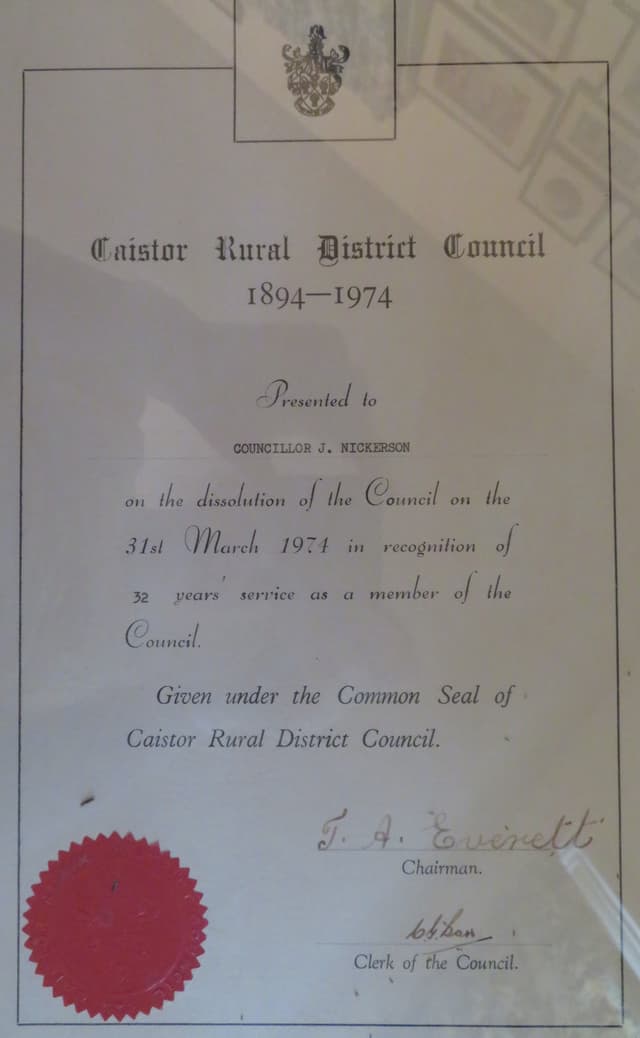 Caistor Rural District Council
1894—1974
Presented to
COUNCILLOR J. NICKERSON
on the dissolution of the Council on the
31st March 1974 in recognition of
32 years' service as a member of the
Council.
Given under the Common Seal of
Caistor Rural District Council.
T. A. Everett
Chairman.
Clerk of the Council.